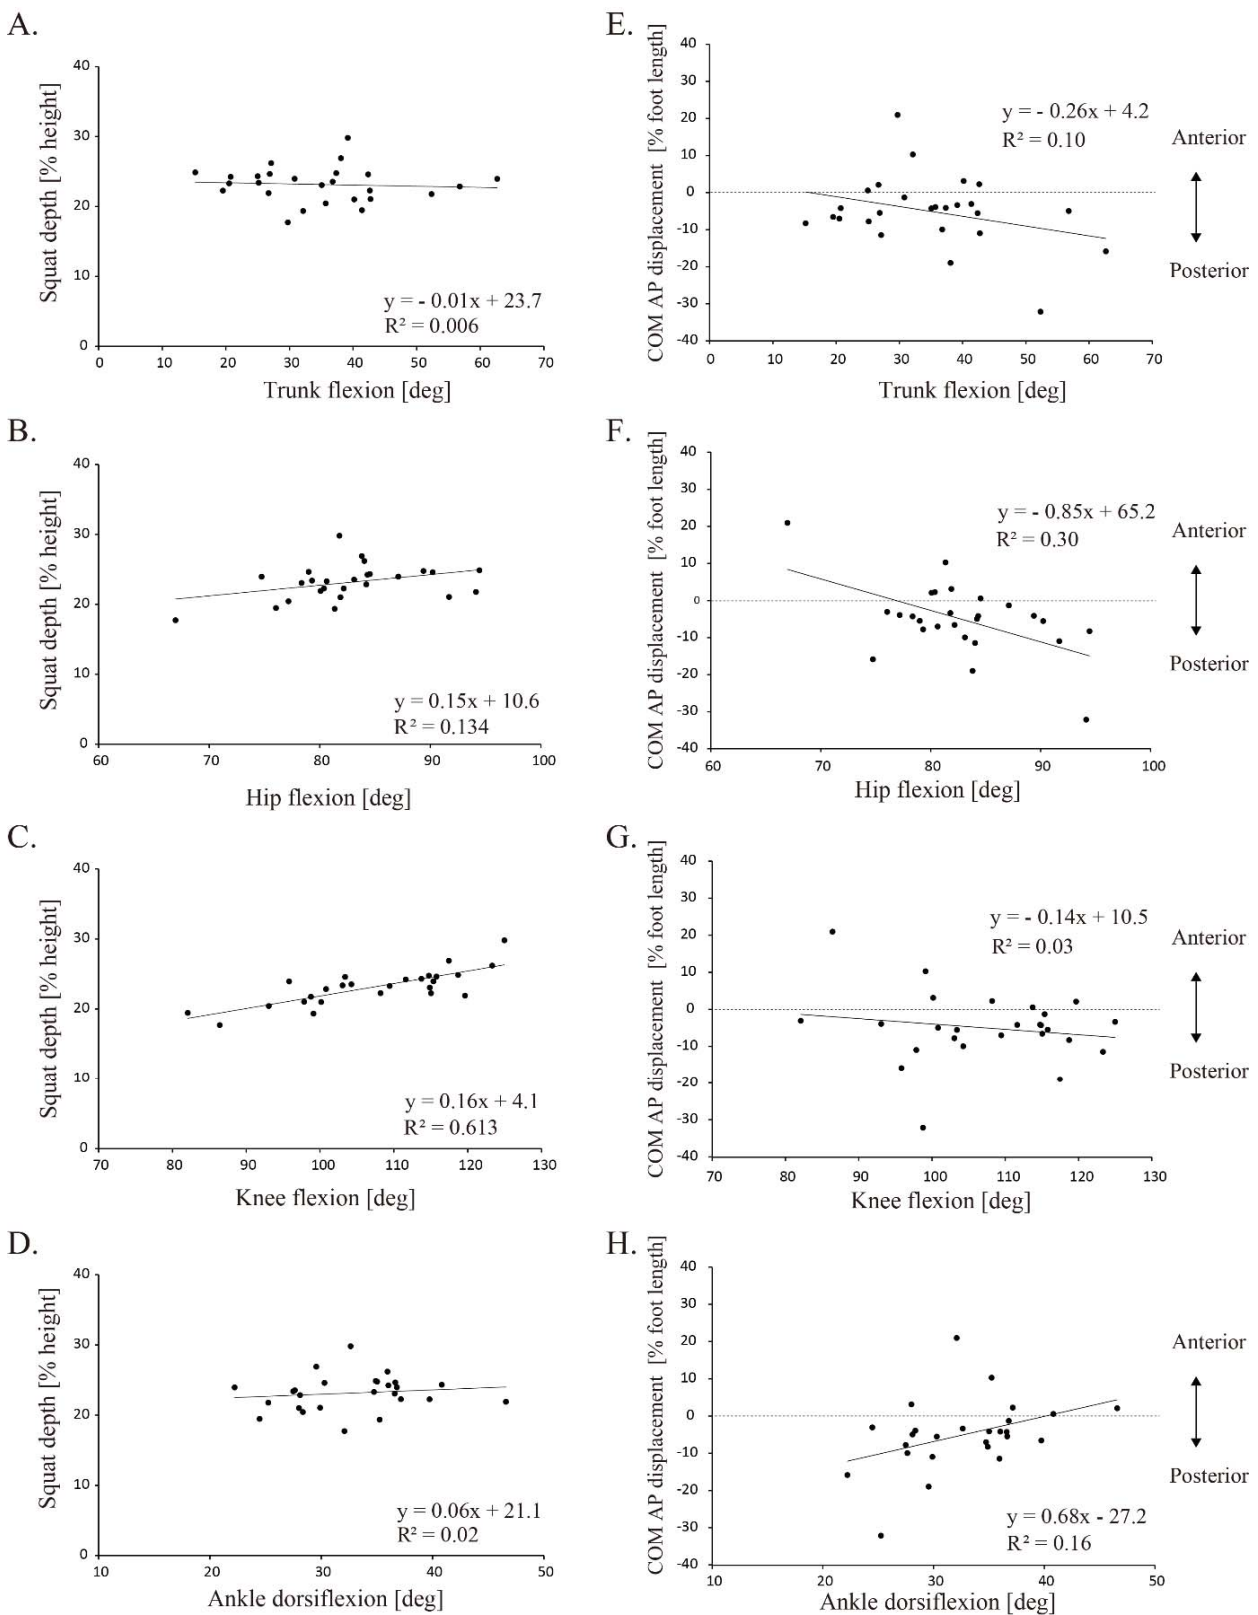 A.
Squat depth [% height]
40
30
20
10
0
0
10
20
30
40
50
60
70
Trunk flexion [deg]
y = - 0.01x + 23.7
R² = 0.006
E.
COM AP displacement [% foot length]
40
30
20
10
0
-10
-20
-30
-40
0
10
20
30
40
50
60
70
Trunk flexion [deg]
y = - 0.26x + 4.2
R² = 0.10
Anterior
Posterior
B.
Squat depth [% height]
40
30
20
10
0
60
70
80
90
100
Hip flexion [deg]
y = 0.15x + 10.6
R² = 0.134
F.
COM AP displacement [% foot length]
40
30
20
10
0
-10
-20
-30
-40
60
70
80
90
100
Hip flexion [deg]
y = - 0.85x + 65.2
R² = 0.30
Anterior
Posterior
C.
Squat depth [% height]
40
30
20
10
0
70
80
90
100
110
120
130
Knee flexion [deg]
y = 0.16x + 4.1
R² = 0.613
G.
COM AP displacement [% foot length]
40
30
20
10
0
-10
-20
-30
-40
70
80
90
100
110
120
130
Knee flexion [deg]
y = - 0.14x + 10.5
R² = 0.03
Anterior
Posterior
D.
Squat depth [% height]
40
30
20
10
0
10
20
30
40
50
Ankle dorsiflexion [deg]
y = 0.06x + 21.1
R² = 0.02
H.
COM AP displacement [% foot length]
40
30
20
10
0
-10
-20
-30
-40
10
20
30
40
50
Ankle dorsiflexion [deg]
y = 0.68x - 27.2
R² = 0.16
Anterior
Posterior